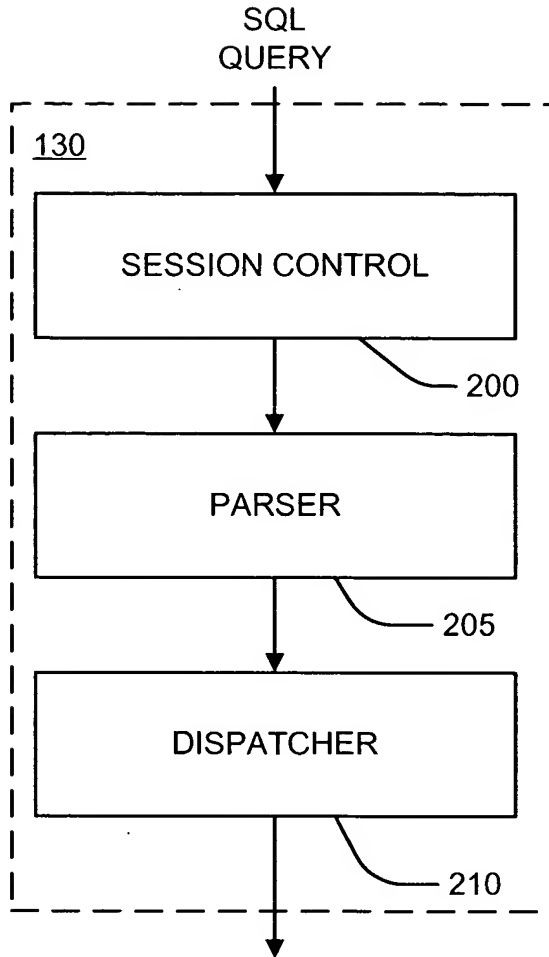 SQL
QUERY
130
SESSION CONTROL
200
PARSER
205
DISPATCHER
210